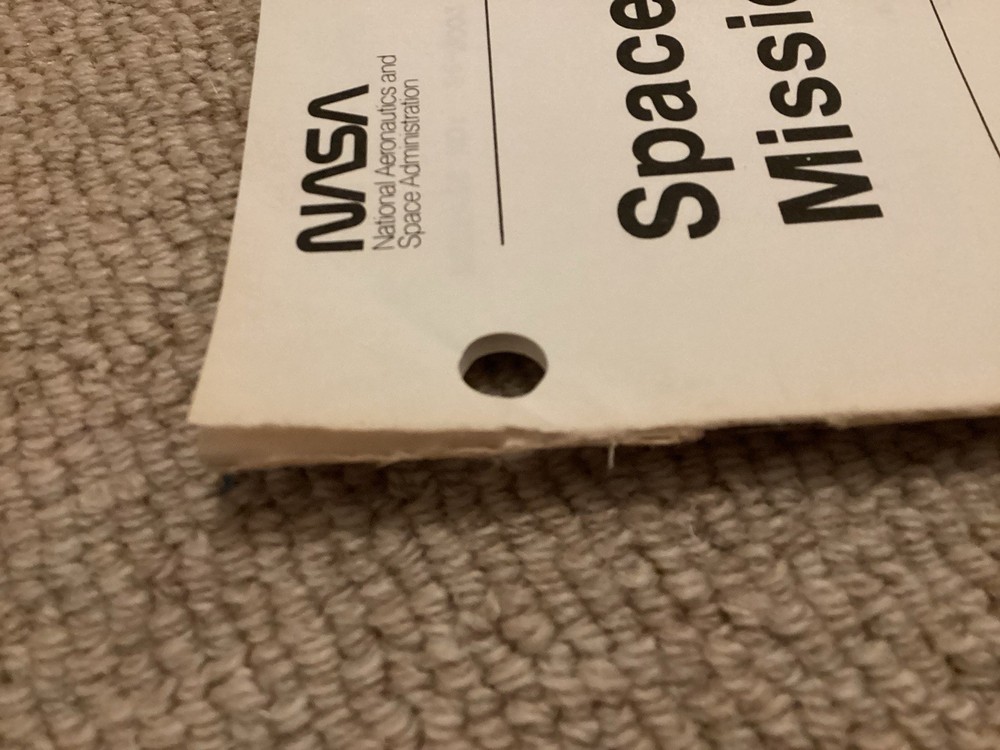 NASA
National Aeronautics and
Space Administration
Space
Missio